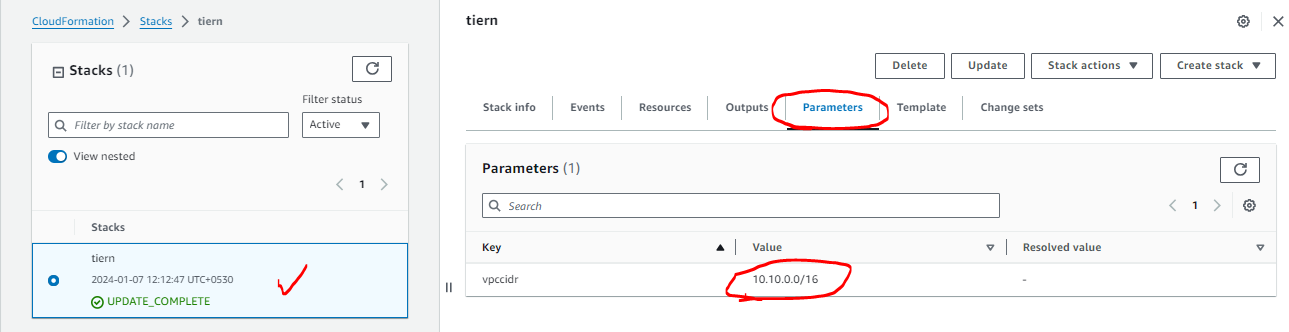 CloudFormation > Stacks > tiern
Stacks (1)
Filter status
Filter by stack name
Active
View nested
1
Stacks
tiern
2024-01-07 12:12:47 UTC+0530
UPDATE_COMPLETE
tiern
Delete Update Stack actions Create stack
Stack info Events Resources Outputs Parameters Template Change sets
Parameters (1)
Search
1
Key Value Resolved value
vpccidr 10.10.0.0/16 -